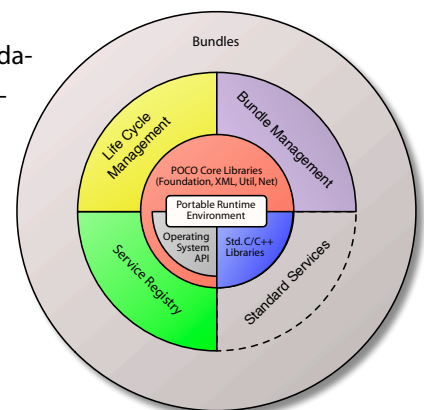 da-
-
Bundles
Life Cycle
Management
Bundle Management
POCO Core Libraries
(Foundation, XML, Util, Net)
Portable Runtime
Environment
Operating
System
API
Std. C/C++
Libraries
Service Registry
Standard Services